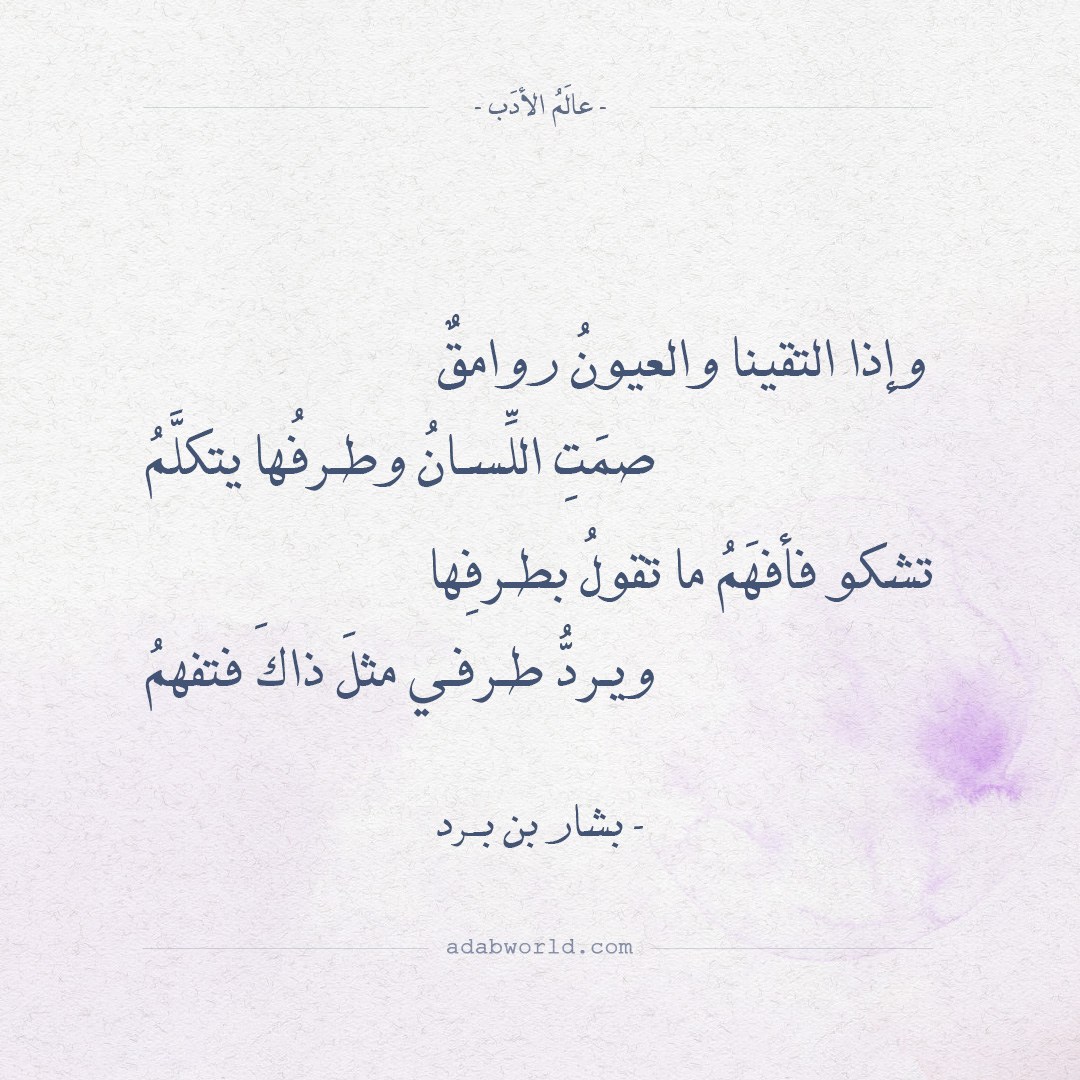 - عالَمُ الأدَب -
وإذا التقينا والعيونُ روامقٌ
صمَتِ اللِّسانُ وطرفُها يتكلَّمُ
تشكو فأفهَمُ ما تقولُ بطرفِها
ويردُّ طرفي مثلَ ذاكَ فتفهمُ
- بشار بن برد
adabworld.com